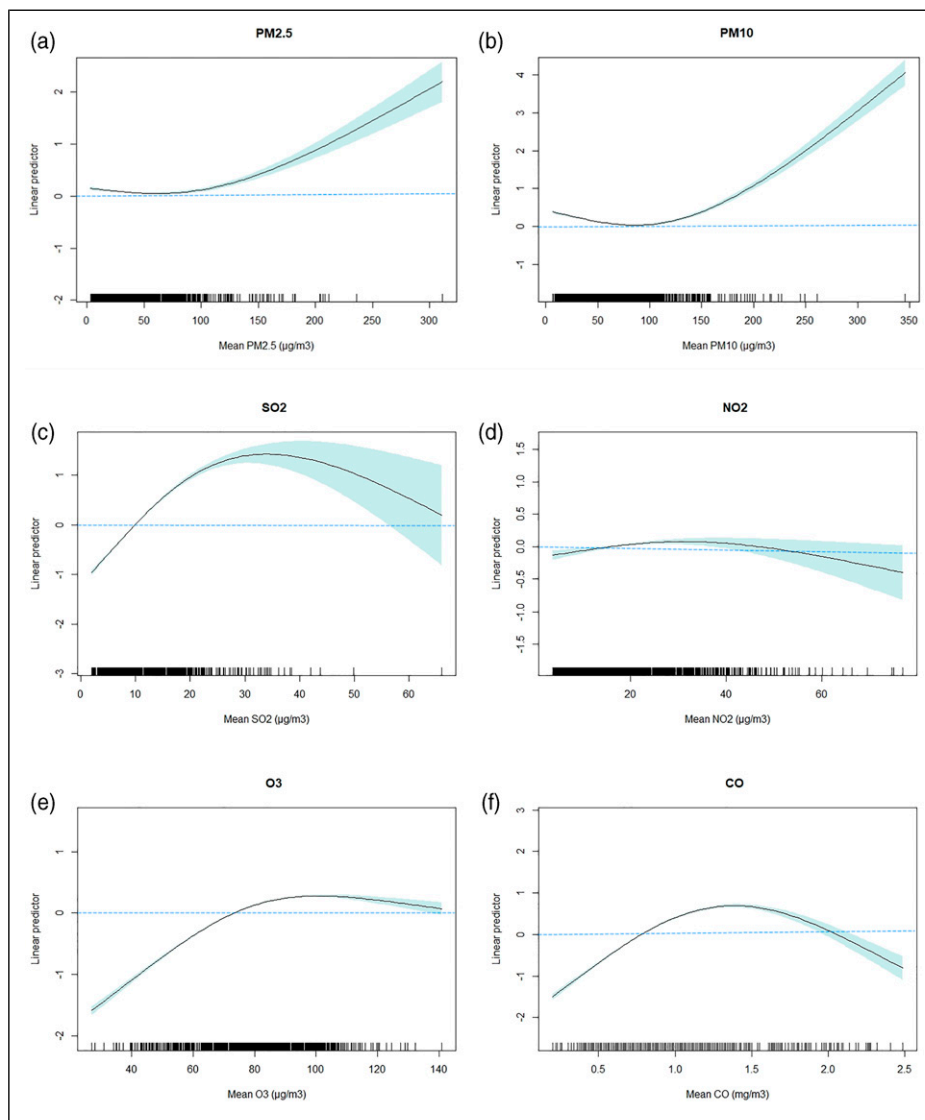 (a)
PM2.5
Linear predictor
2
1
0
-1
-2
0 50 100 150 200 250 300
Mean PM2.5 (µg/m3)
(b)
PM10
Linear predictor
4
3
2
1
0
-1
0 50 100 150 200 250 300 350
Mean PM10 (µg/m3)
(c)
SO2
Linear predictor
1
0
-1
-2
-3
0 10 20 30 40 50 60
Mean SO2 (µg/m3)
(d)
NO2
Linear predictor
1.5
1.0
0.5
0.0
-0.5
-1.0
-1.5
20 40 60
Mean NO2 (µg/m3)
(e)
O3
Linear predictor
1
0
-1
-2
40 60 80 100 120 140
Mean O3 (µg/m3)
(f)
CO
Linear predictor
3
2
1
0
-1
-2
0.5 1.0 1.5 2.0 2.5
Mean CO (mg/m3)